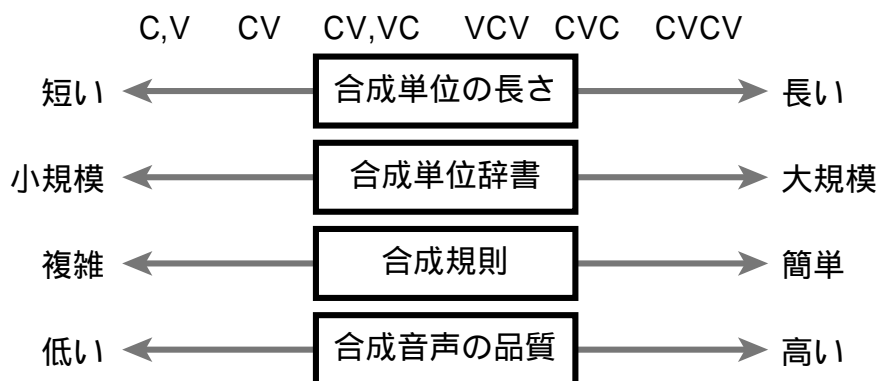 C,V CV CV,VC VCV CVC CVCV
短い 合成単位の長さ 長い
小規模 合成単位辞書 大規模
複雑 合成規則 簡単
低い 合成音声の品質 高い